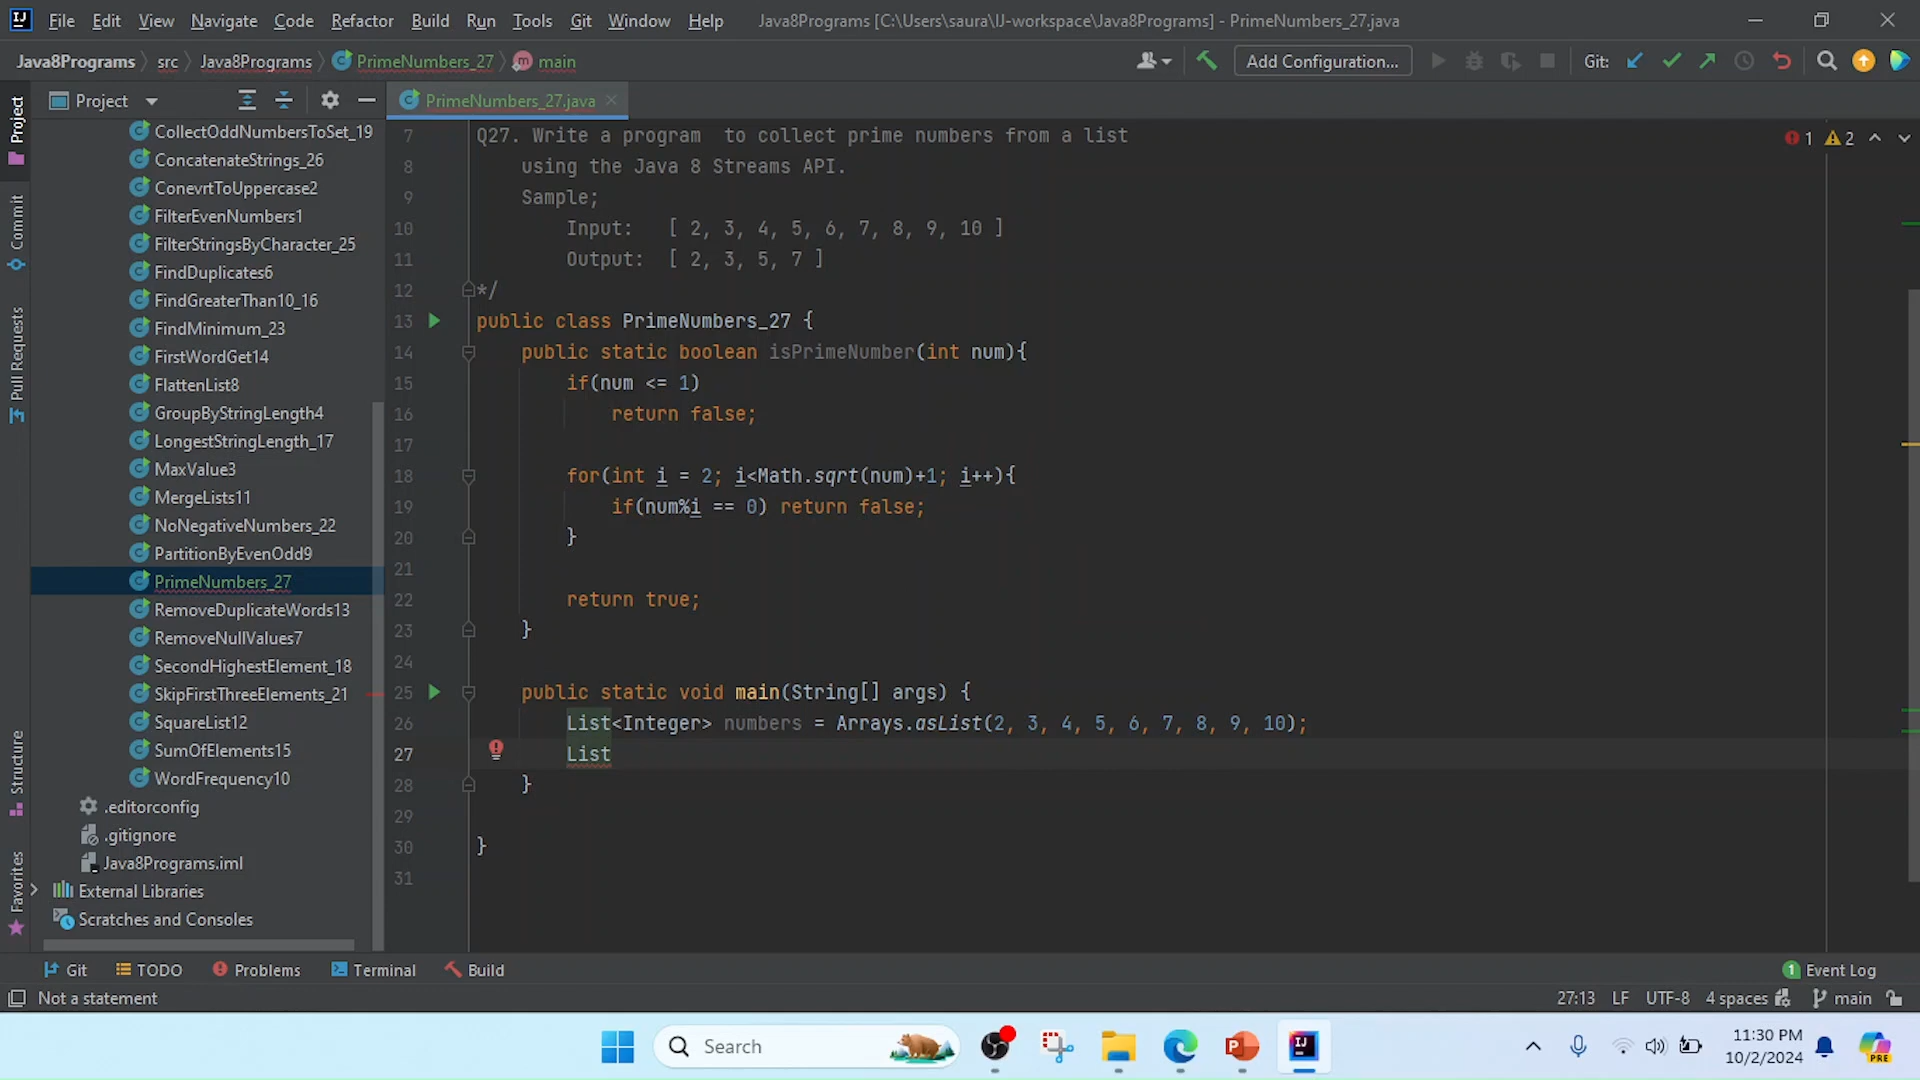 File Edit View Navigate Code Refactor Build Run Tools Git Window Help Java8Programs [C:\Users\saura\IJ-workspace\Java8Programs] - PrimeNumbers_27.java
Java8Programs src Java8Programs PrimeNumbers_27 main Add Configuration... Git:
Project
PrimeNumbers_27.java
CollectOddNumbersToSet_19
ConcatenateStrings_26
ConevrtToUppercase2
FilterEvenNumbers1
FilterStringsByCharacter_25
FindDuplicates6
FindGreaterThan10_16
FindMinimum_23
FirstWordGet14
FlattenList8
GroupByStringLength4
LongestStringLength_17
MaxValue3
MergeLists11
NoNegativeNumbers_22
PartitionByEvenOdd9
PrimeNumbers_27
RemoveDuplicateWords13
RemoveNullValues7
SecondHighestElement_18
SkipFirstThreeElements_21
SquareList12
SumOfElements15
WordFrequency10
.editorconfig
.gitignore
Java8Programs.iml
External Libraries
Scratches and Consoles
Project
Commit
Pull Requests
Structure
Favorites
7 Q27. Write a program  to collect prime numbers from a list
8 using the Java 8 Streams API.
9 Sample;
10 Input:   [ 2, 3, 4, 5, 6, 7, 8, 9, 10 ]
11 Output:  [ 2, 3, 5, 7 ]
12 */
13 public class PrimeNumbers_27 {
14 public static boolean isPrimeNumber(int num){
15 if(num <= 1)
16 return false;
17
18 for(int i = 2; i<Math.sqrt(num)+1; i++){
19 if(num%i == 0) return false;
20 }
21
22 return true;
23 }
24
25 public static void main(String[] args) {
26 List<Integer> numbers = Arrays.asList(2, 3, 4, 5, 6, 7, 8, 9, 10);
27 List
28 }
29
30 }
31
1 2
Git TODO Problems Terminal Build 1 Event Log
Not a statement 27:13 LF UTF-8 4 spaces main
Search
11:30 PM
10/2/2024
PRE